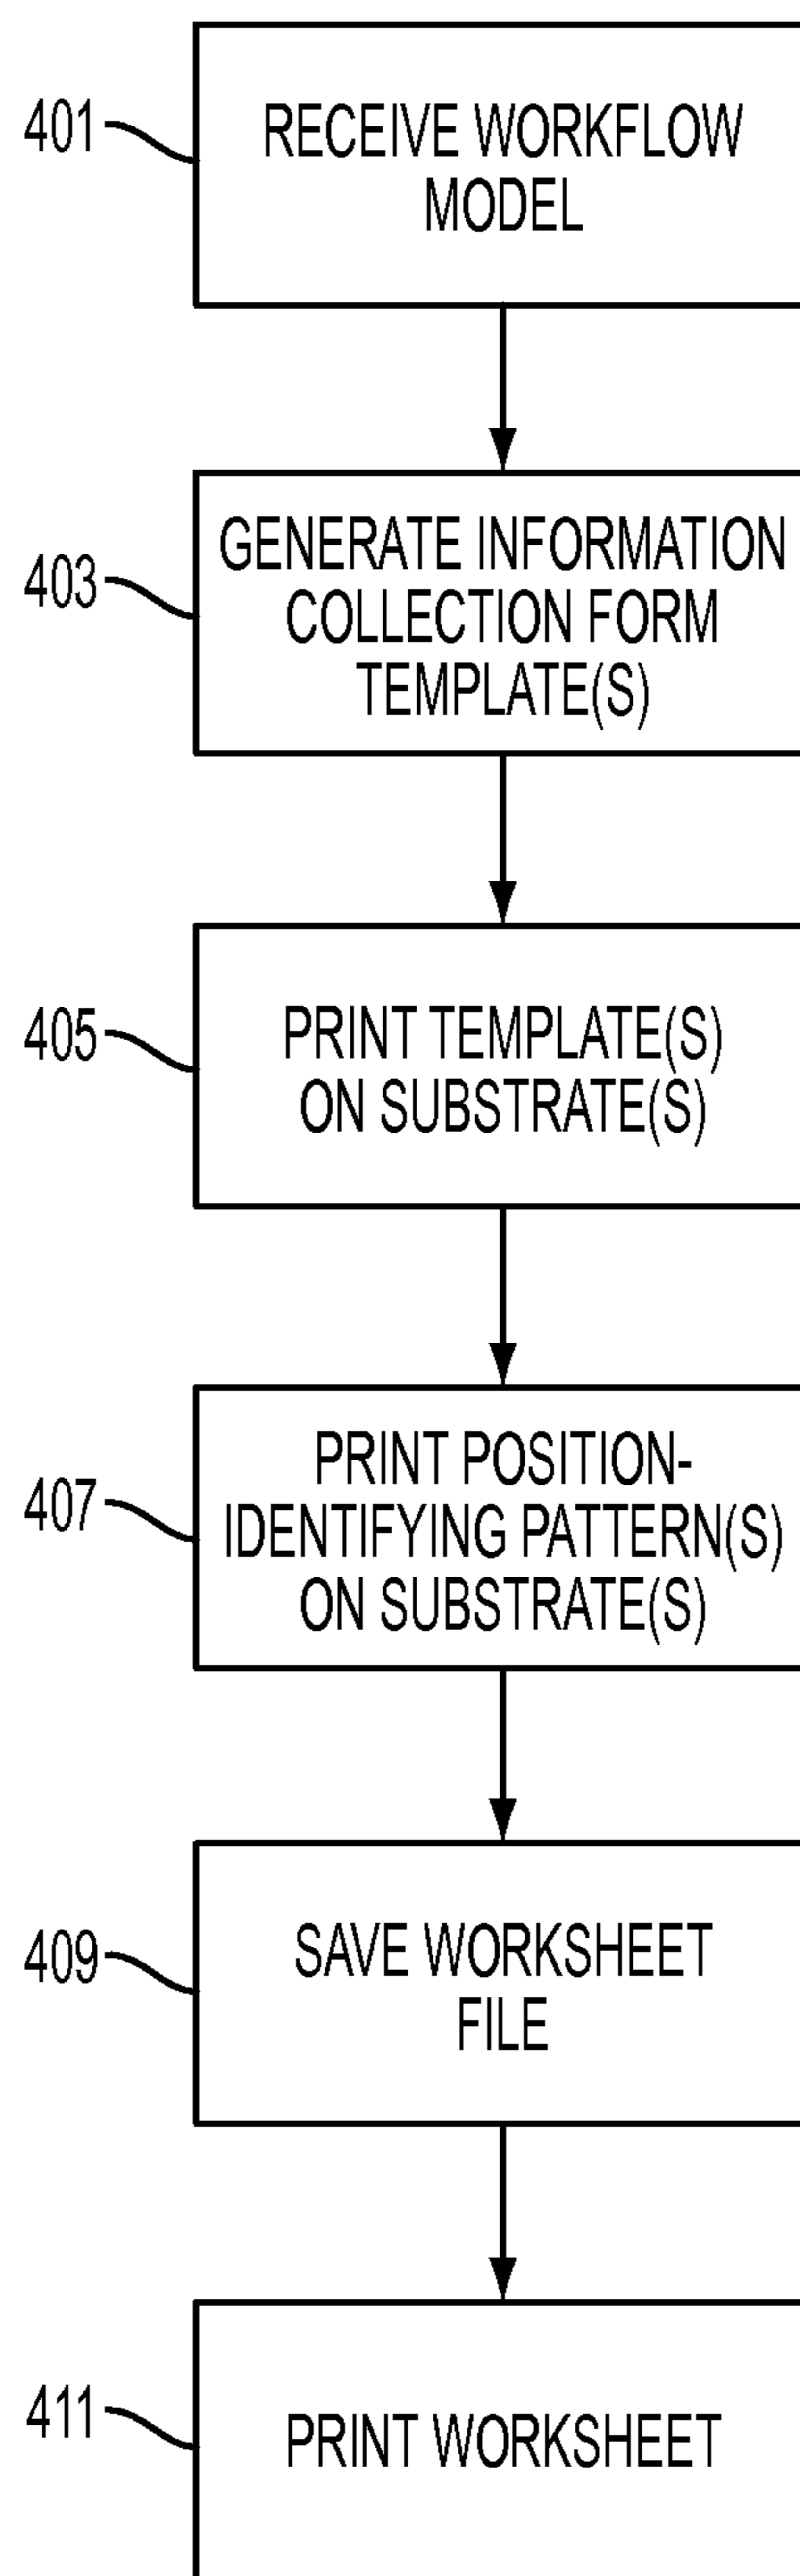 401
RECEIVE WORKFLOW
MODEL
403
GENERATE INFORMATION
COLLECTION FORM
TEMPLATE(S)
405
PRINT TEMPLATE(S)
ON SUBSTRATE(S)
407
PRINT POSITION-
IDENTIFYING PATTERN(S)
ON SUBSTRATE(S)
409
SAVE WORKSHEET
FILE
411
PRINT WORKSHEET